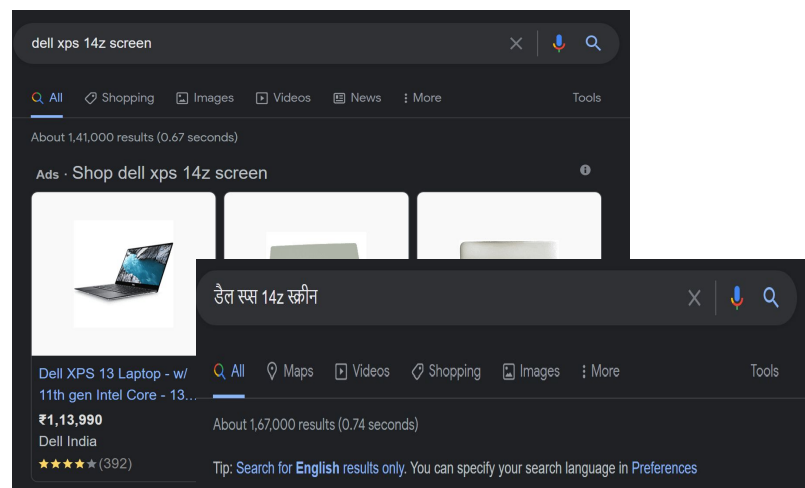 dell xps 14z screen
All Shopping Images Videos News More Tools
About 1,41,000 results (0.67 seconds)
Ads · Shop dell xps 14z screen
Dell XPS 13 Laptop - w/
11th gen Intel Core - 13...
₹1,13,990
Dell India
(392)
डैल स्प्स 14z स्क्रीन
All Maps Videos Shopping Images More Tools
About 1,67,000 results (0.74 seconds)
Tip: Search for English results only. You can specify your search language in Preferences